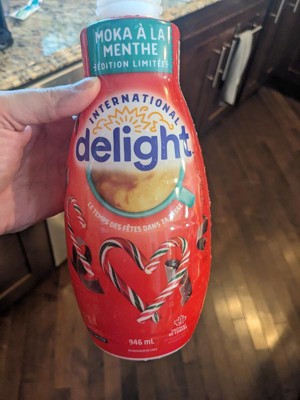 MOKA À LA
MENTHE
ÉDITION LIMITÉE
INTERNATIONAL
delight
LE TEMPS DES FÊTES DANS TA TASSE
946 mL